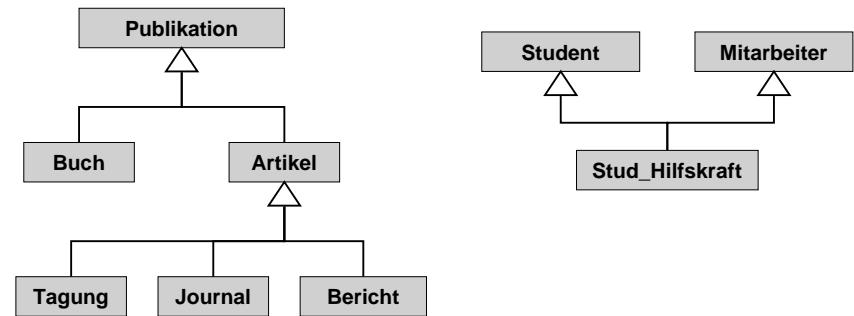 Publikation
Buch
Artikel
Tagung
Journal
Bericht
Student
Mitarbeiter
Stud_Hilfskraft